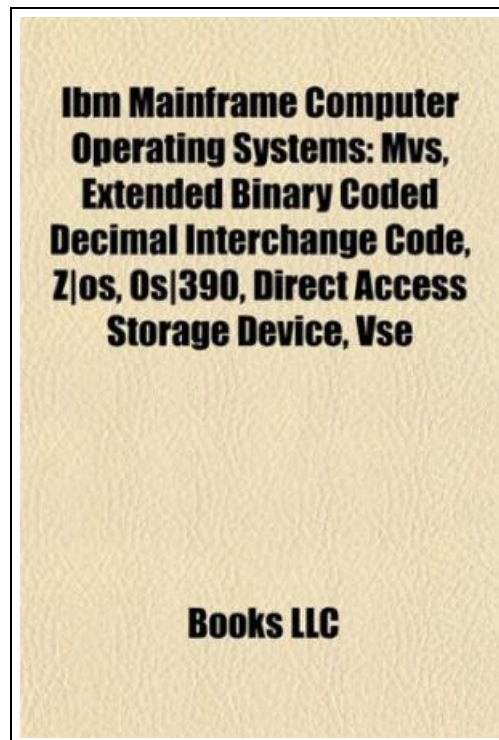 Ibm Mainframe Computer
Operating Systems: Mvs,
Extended Binary Coded
Decimal Interchange Code,
Z|os, Os|390, Direct Access
Storage Device, Vse
Books LLC